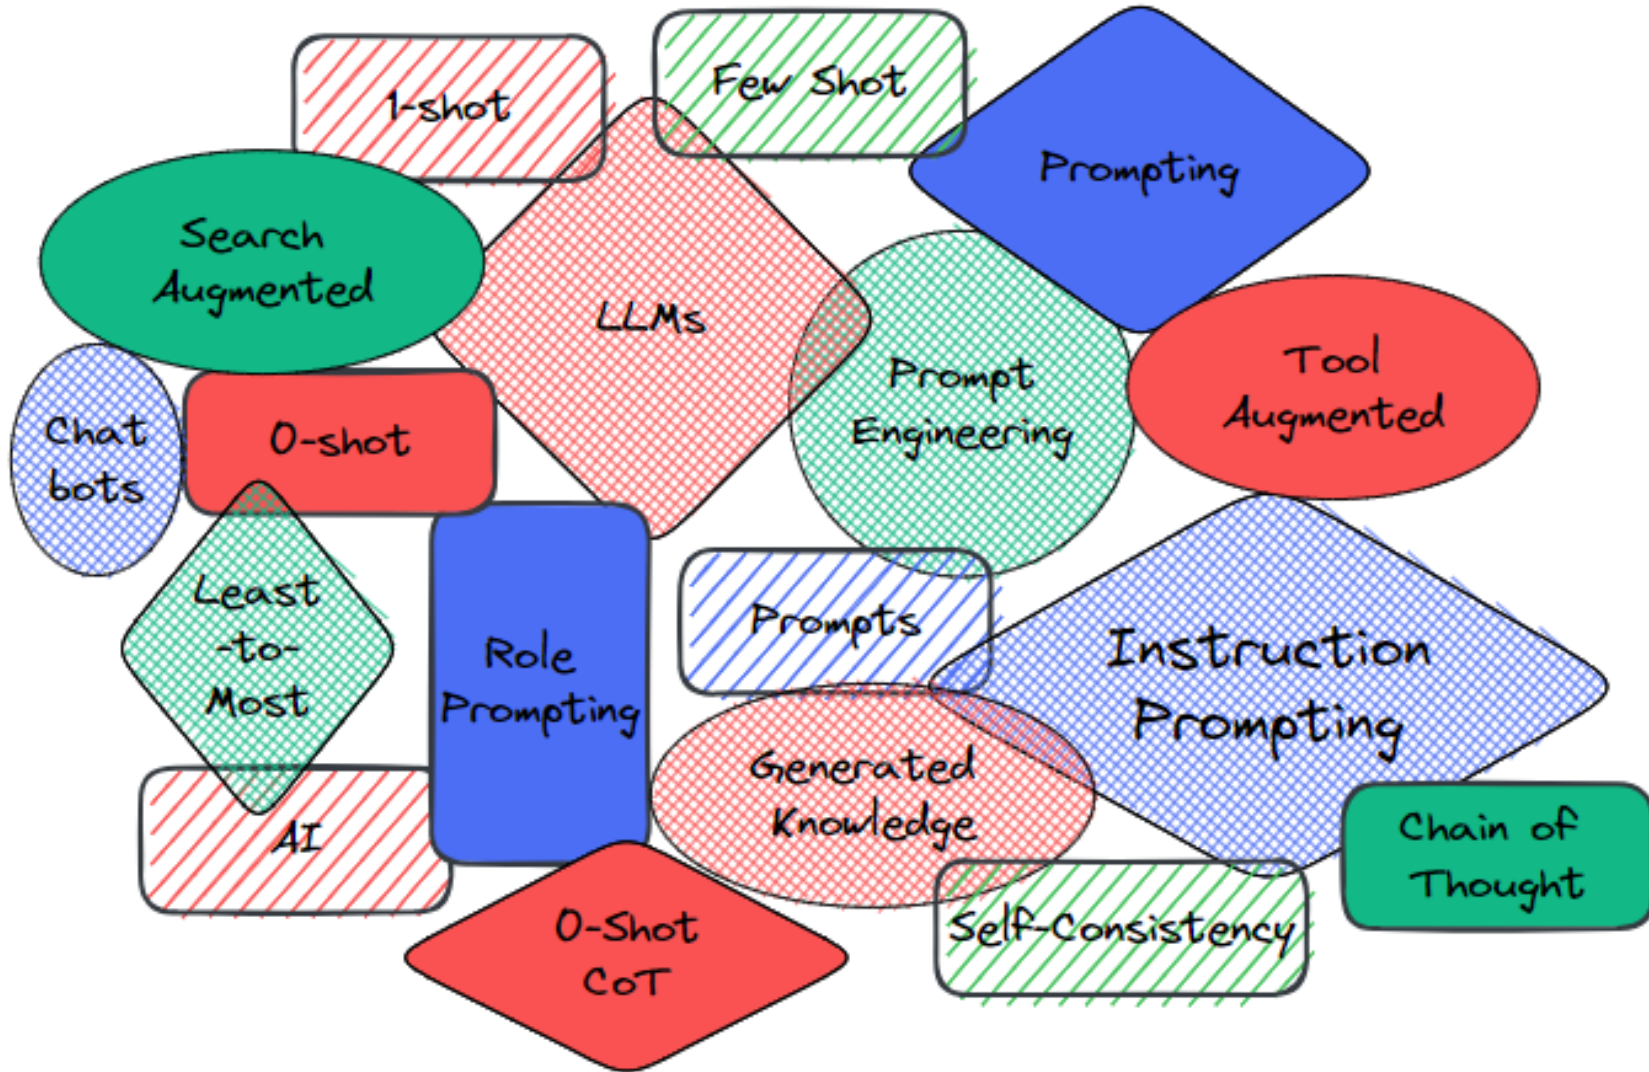 1-shot
Few Shot
Prompting
Search
Augmented
LLMs
Prompt
Engineering
Tool
Augmented
Chat
bots
0-shot
Least
-to-
Most
Role
Prompting
Prompts
Instruction
Prompting
Generated
Knowledge
AI
Chain of
Thought
0-Shot
CoT
Self-Consistency